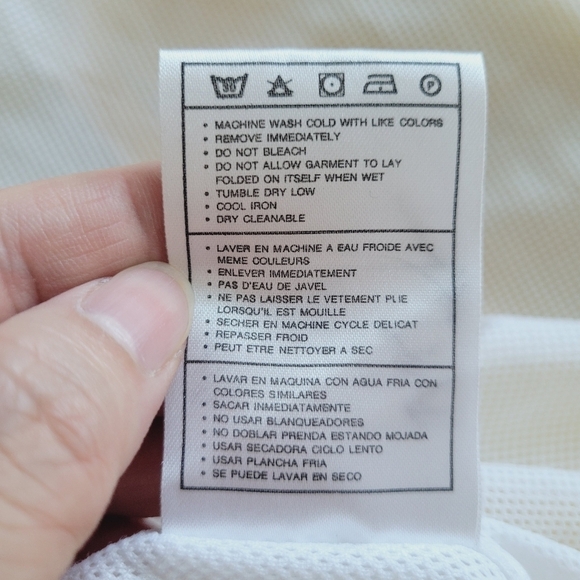 30 P
• MACHINE WASH COLD WITH LIKE COLORS
• REMOVE IMMEDIATELY
• DO NOT BLEACH
• DO NOT ALLOW GARMENT TO LAY
FOLDED ON ITSELF WHEN WET
• TUMBLE DRY LOW
• COOL IRON
• DRY CLEANABLE
• LAVER EN MACHINE A EAU FROIDE AVEC
MEME COULEURS
• ENLEVER IMMEDIATEMENT
• PAS D'EAU DE JAVEL
• NE PAS LAISSER LE VETEMENT PLIE
LORSQU'IL EST MOUILLE
• SECHER EN MACHINE CYCLE DELICAT
• REPASSER FROID
• PEUT ETRE NETTOYER A SEC
• LAVAR EN MAQUINA CON AGUA FRIA CON
COLORES SIMILARES
• SACAR INMEDIATAMENTE
• NO USAR BLANQUEADORES
• NO DOBLAR PRENDA ESTANDO MOJADA
• USAR SECADORA CICLO LENTO
• USAR PLANCHA FRIA
• SE PUEDE LAVAR EN SECO